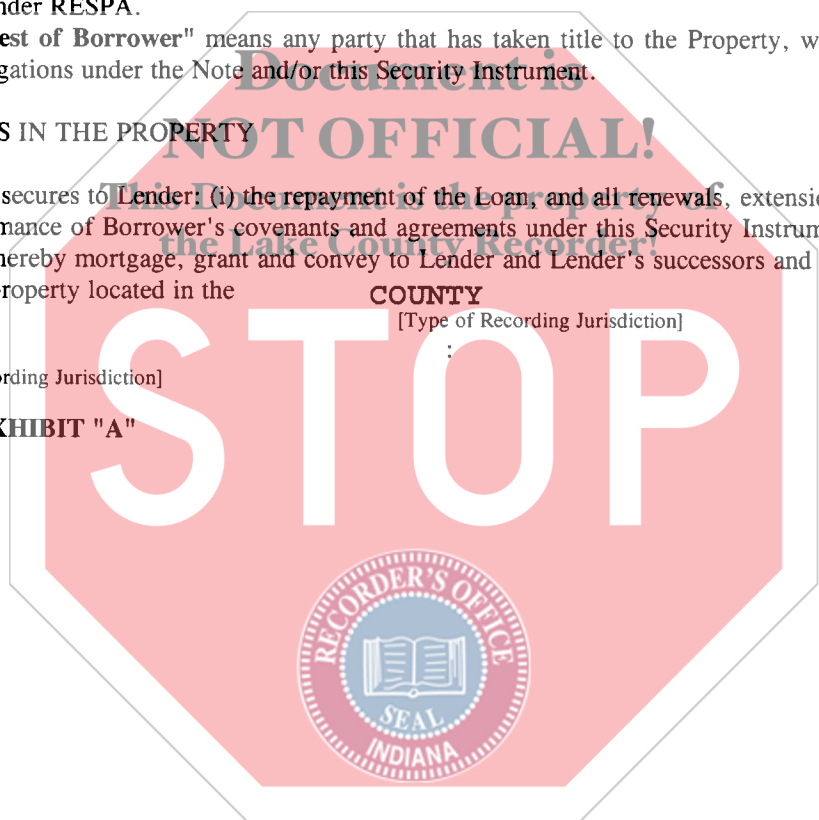 nder RESPA.
est of Borrower" means any party that has taken title to the Property, w
gations under the Note and/or this Security Instrument.
Document is
S IN THE PROPERTY
NOT OFFICIAL!
secures to Lender: (i) the repayment of the Loan, and all renewals, extensi
This Document is the property of
mance of Borrower's covenants and agreements under this Security Instrum
the Lake County Recorder!
hereby mortgage, grant and convey to Lender and Lender's successors and
roperty located in the COUNTY
[Type of Recording Jurisdiction]
:
rding Jurisdiction]
XHIBIT "A"
STOP
RECORDER'S OFFICE
SEAL
INDIANA